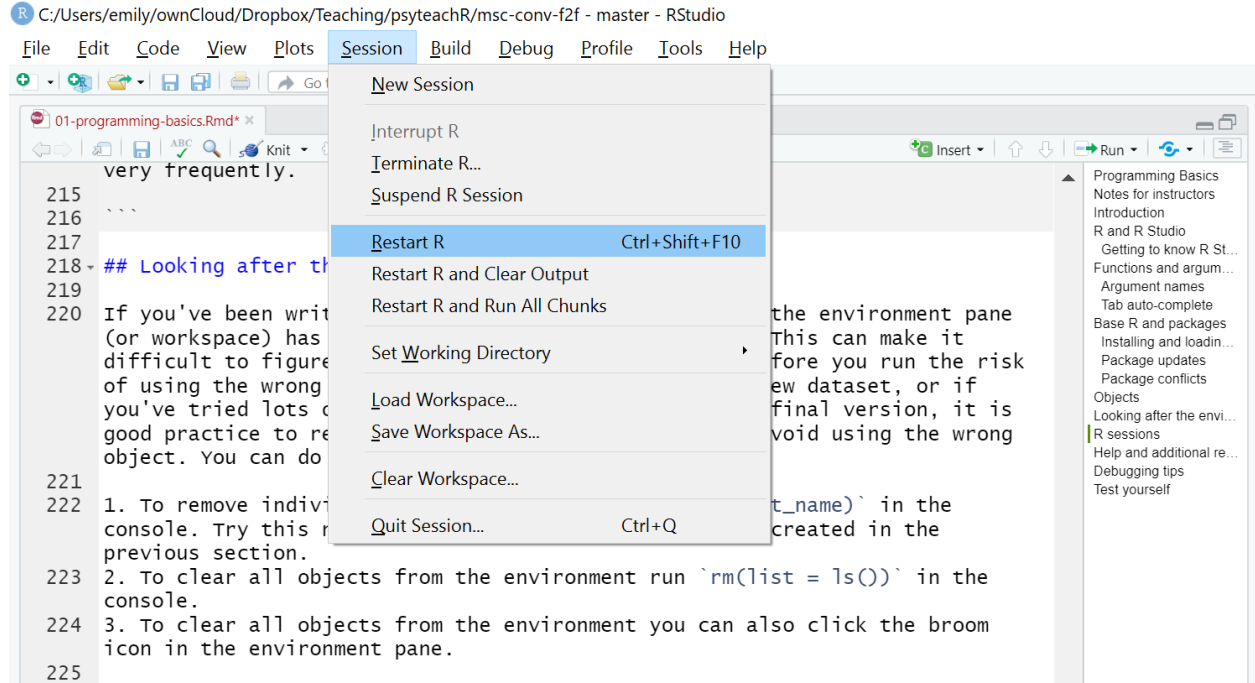 C:/Users/emily/ownCloud/Dropbox/Teaching/psyteachR/msc-conv-f2f - master - RStudio
File Edit Code View Plots Session Build Debug Profile Tools Help
Go
New Session
Interrupt R
Terminate R...
Suspend R Session
Restart R Ctrl+Shift+F10
Restart R and Clear Output
Restart R and Run All Chunks
Set Working Directory
Load Workspace...
Save Workspace As...
Clear Workspace...
Quit Session... Ctrl+Q
01-programming-basics.Rmd*
ABC Knit Insert Run
very frequently.
215
216 ```
217
218 ## Looking after th
219
220 If you've been writ the environment pane
(or workspace) has This can make it
difficult to figure fore you run the risk
of using the wrong ew dataset, or if
you've tried lots final version, it is
good practice to re void using the wrong
object. You can do
221
222 1. To remove indivi t_name)` in the
console. Try this created in the
previous section.
223 2. To clear all objects from the environment run `rm(list = ls())` in the
console.
224 3. To clear all objects from the environment you can also click the broom
icon in the environment pane.
225
Programming Basics
Notes for instructors
Introduction
R and R Studio
Getting to know R St...
Functions and argum...
Argument names
Tab auto-complete
Base R and packages
Installing and loadin...
Package updates
Package conflicts
Objects
Looking after the envi...
R sessions
Help and additional re...
Debugging tips
Test yourself